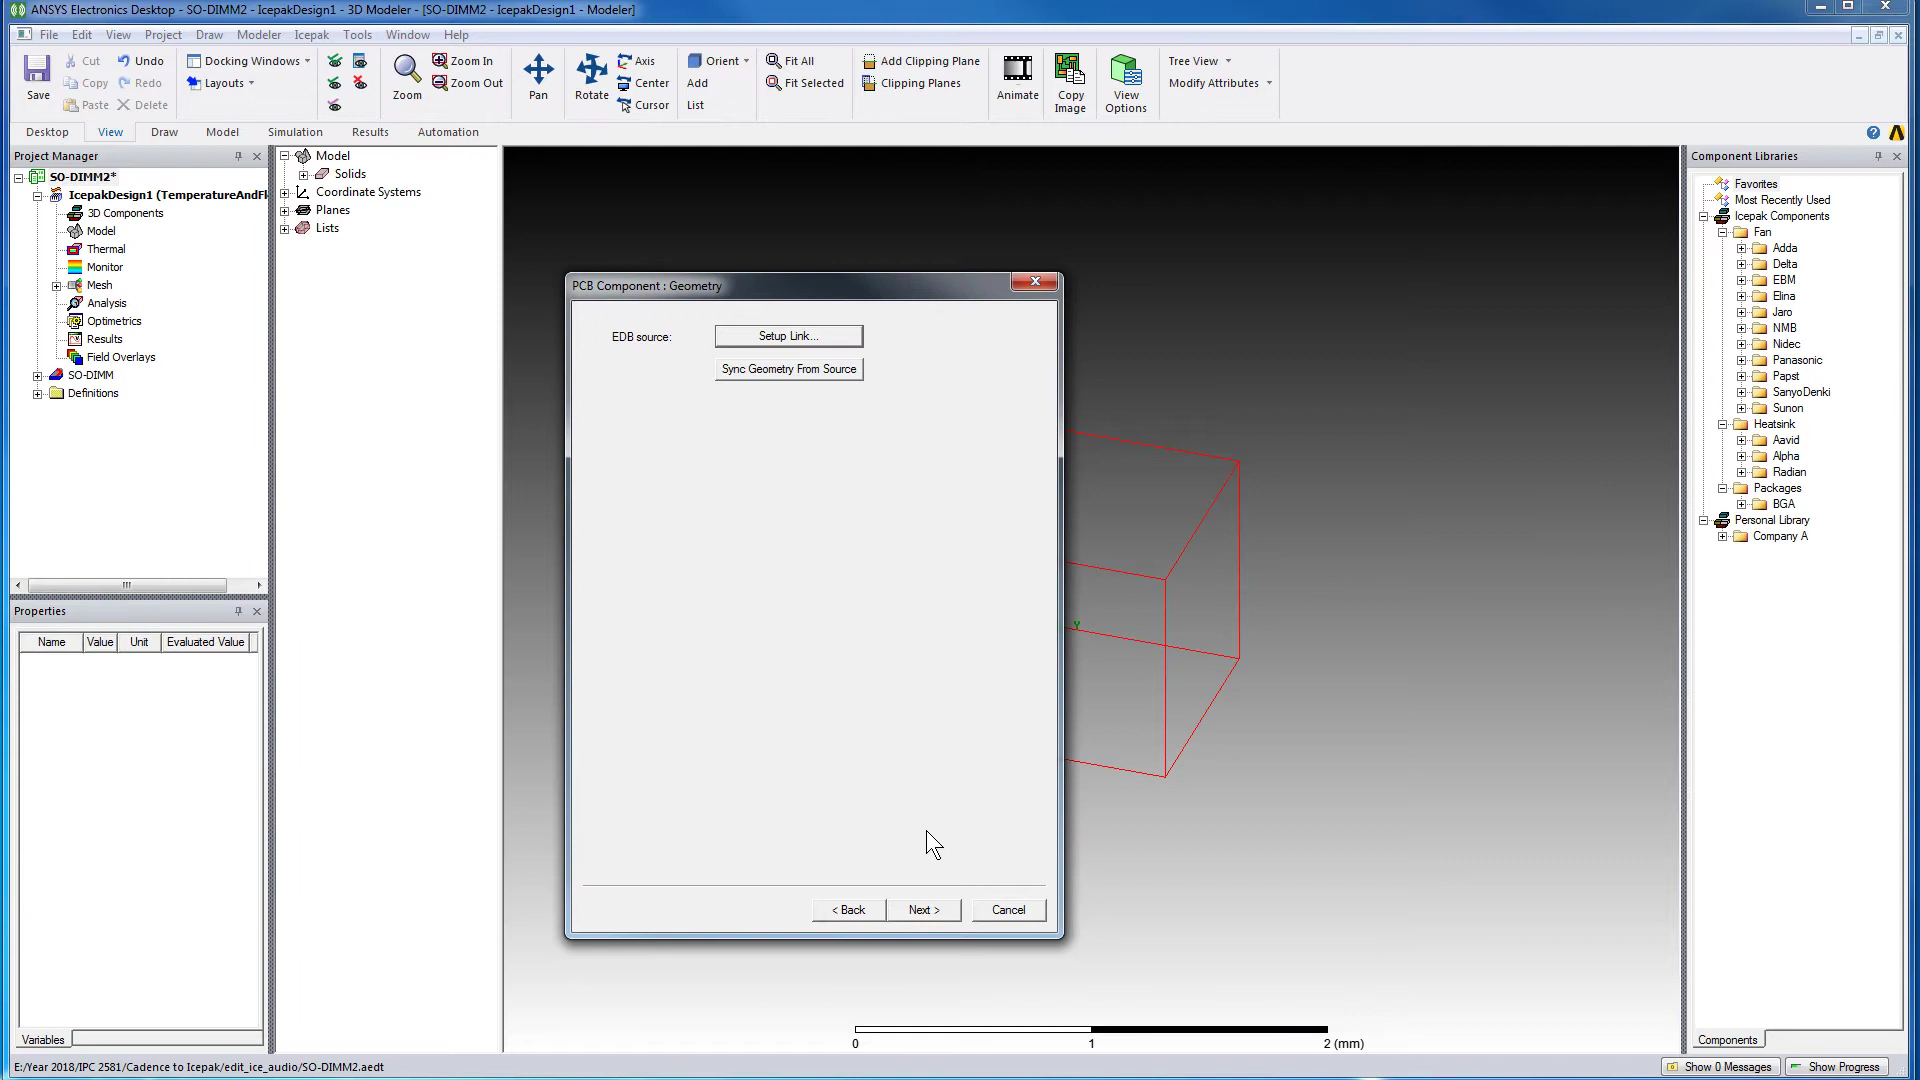 ANSYS Electronics Desktop - SO-DIMM2 - IcepakDesign1 - 3D Modeler - [SO-DIMM2 - IcepakDesign1 - Modeler]
File Edit View Project Draw Modeler Icepak Tools Window Help
Save Cut Copy Paste Undo Redo Delete
Docking Windows Layouts
Zoom Zoom In Zoom Out Pan Rotate Axis Center Cursor
Orient Add List Fit All Fit Selected
Add Clipping Plane Clipping Planes
Animate Copy Image View Options
Tree View Modify Attributes
Desktop View Draw Model Simulation Results Automation
Project Manager
SO-DIMM2*
IcepakDesign1 (TemperatureAndFl
3D Components
Model
Thermal
Monitor
Mesh
Analysis
Optimetrics
Results
Field Overlays
SO-DIMM
Definitions
Properties
Name Value Unit Evaluated Value
Variables
Model
Solids
Coordinate Systems
Planes
Lists
PCB Component : Geometry
EDB source: Setup Link...
Sync Geometry From Source
< Back Next > Cancel
Y
0 1 2 (mm)
Component Libraries
Favorites
Most Recently Used
Icepak Components
Fan
Adda
Delta
EBM
Elina
Jaro
NMB
Nidec
Panasonic
Papst
SanyoDenki
Sunon
Heatsink
Aavid
Alpha
Radian
Packages
BGA
Personal Library
Company A
Components
E:/Year 2018/IPC 2581/Cadence to Icepak/edit_ice_audio/SO-DIMM2.aedt
Show 0 Messages Show Progress